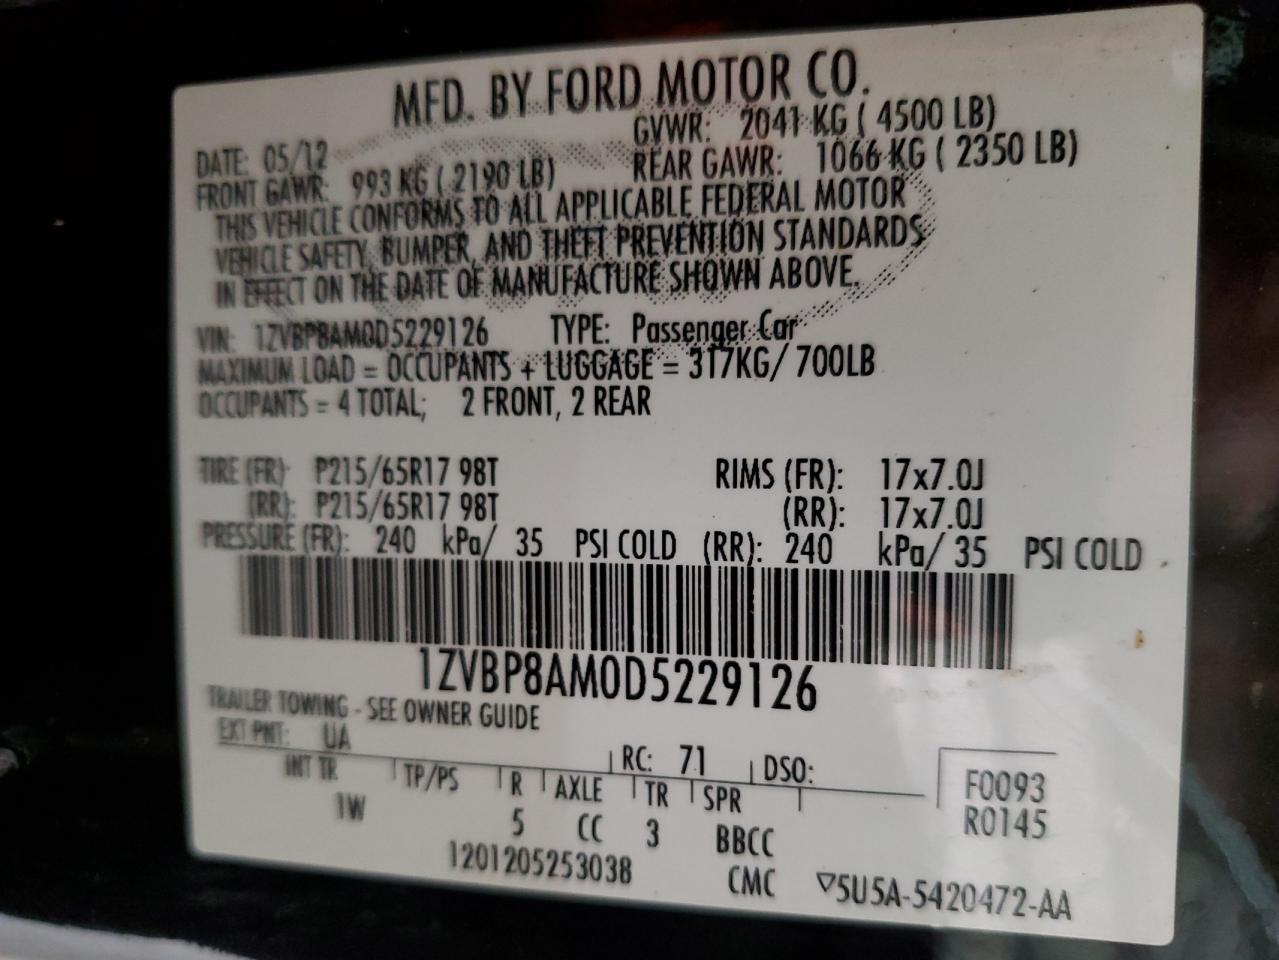 MFD. BY FORD MOTOR CO.
DATE: 05/12 GVWR: 2041 KG ( 4500 LB)
FRONT GAWR: 993 KG ( 2190 LB) REAR GAWR: 1066 KG ( 2350 LB)
THIS VEHICLE CONFORMS TO ALL APPLICABLE FEDERAL MOTOR
VEHICLE SAFETY, BUMPER, AND THEFT PREVENTION STANDARDS
IN EFFECT ON THE DATE OF MANUFACTURE SHOWN ABOVE.
VIN: 1ZVBP8AM0D5229126 TYPE: Passenger Car
MAXIMUM LOAD = OCCUPANTS + LUGGAGE = 317KG/ 700LB
OCCUPANTS = 4 TOTAL; 2 FRONT, 2 REAR
TIRE (FR) P215/65R17 98T RIMS (FR): 17x7.0J
(RR): P215/65R17 98T (RR): 17x7.0J
PRESSURE (FR): 240 kPa/ 35 PSI COLD (RR): 240 kPa/ 35 PSI COLD
1ZVBP8AM0D5229126
TRAILER TOWING - SEE OWNER GUIDE
EXT PNT: UA RC: 71 DSO: F0093
INT TR TP/PS R AXLE TR SPR R0145
1W 5 CC 3 BBCC
1201205253038 CMC ▽5U5A-5420472-AA